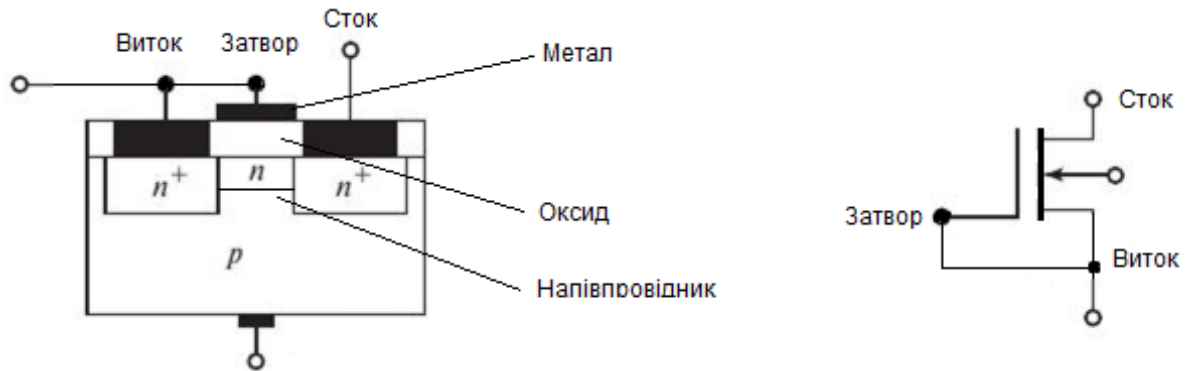 Виток
Затвор
Сток
Метал
n+
n
n+
Оксид
p
Напівпровідник
Сток
Затвор
Виток